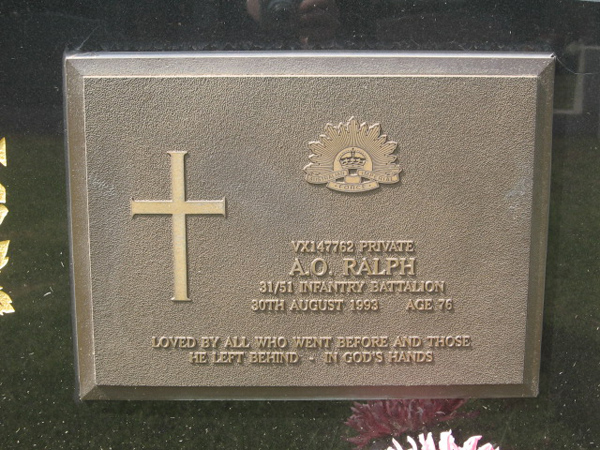 VX147762 PRIVATE
A.O. RALPH
31/51 INFANTRY BATTALION
30TH AUGUST 1993 AGE 76
LOVED BY ALL WHO WENT BEFORE AND THOSE
HE LEFT BEHIND - IN GOD'S HANDS